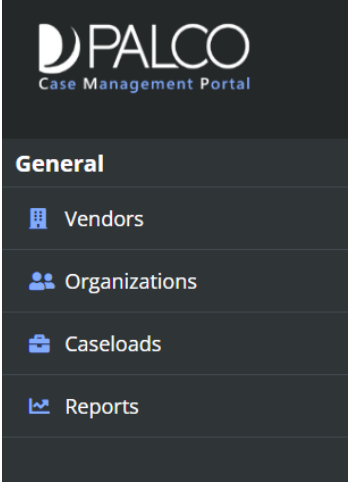 PALCO
Case Management Portal
General
Vendors
Organizations
Caseloads
Reports